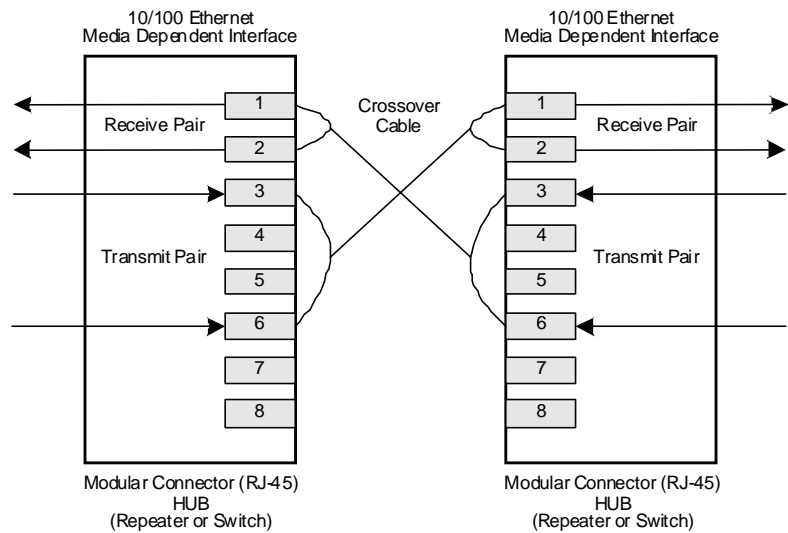 10/100 Ethernet
Media Dependent Interface
10/100 Ethernet
Media Dependent Interface
1
Receive Pair
2
3
4
Transmit Pair
5
6
7
8
Crossover
Cable
1
Receive Pair
2
3
4
Transmit Pair
5
6
7
8
Modular Connector (RJ-45)
HUB
(Repeater or Switch)
Modular Connector (RJ-45)
HUB
(Repeater or Switch)